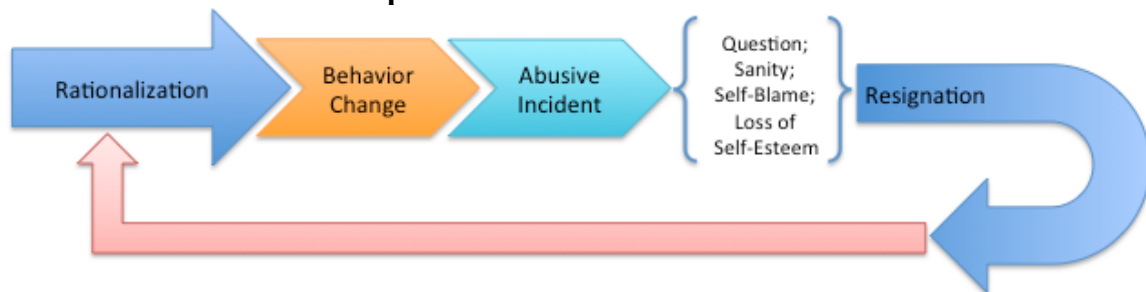 Rationalization
Behavior
Change
Abusive
Incident
Question;
Sanity;
Self-Blame;
Loss of
Self-Esteem
Resignation